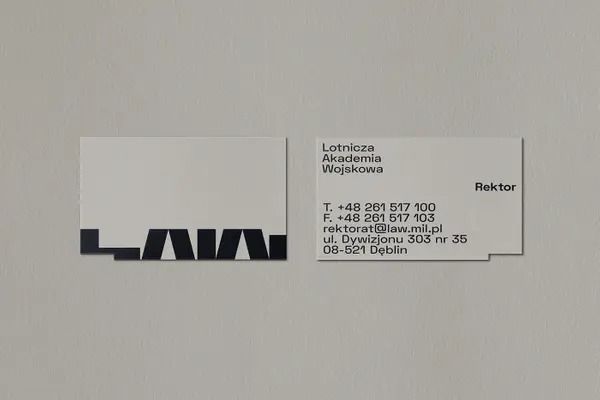 LAW
Lotnicza
Akademia
Wojskowa
Rektor
T. +48 261 517 100
F. +48 261 517 103
rektorat@law.mil.pl
ul. Dywizjonu 303 nr 35
08-521 Dęblin